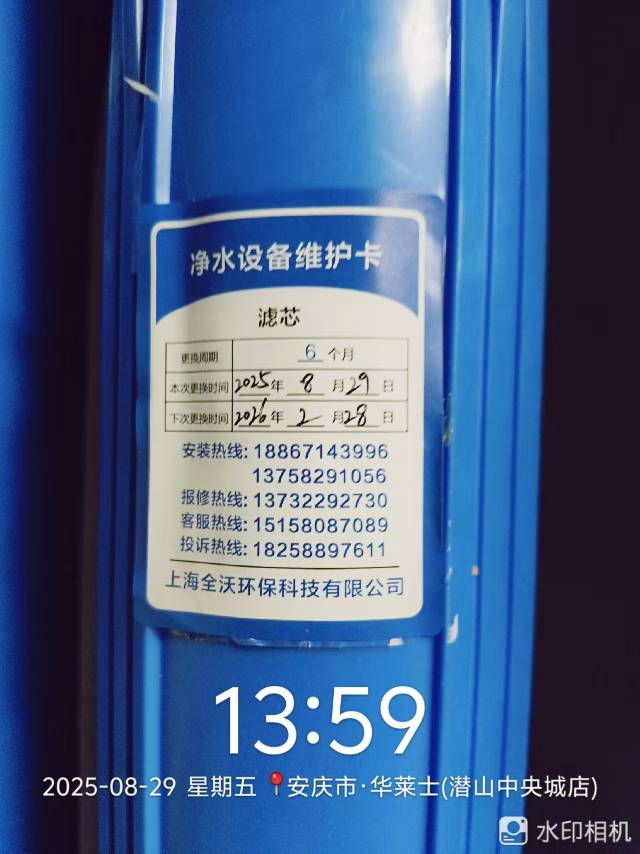 净水设备维护卡
滤芯
更换周期 6 个月
本次更换时间 2025年 8 月 29 日
下次更换时间 2026年 2 月 28 日
安装热线: 18867143996
13758291056
报修热线: 13732292730
客服热线: 15158087089
投诉热线: 18258897611
上海全沃环保科技有限公司
13:59
2025-08-29 星期五 安庆市·华莱士(潜山中央城店)
水印相机